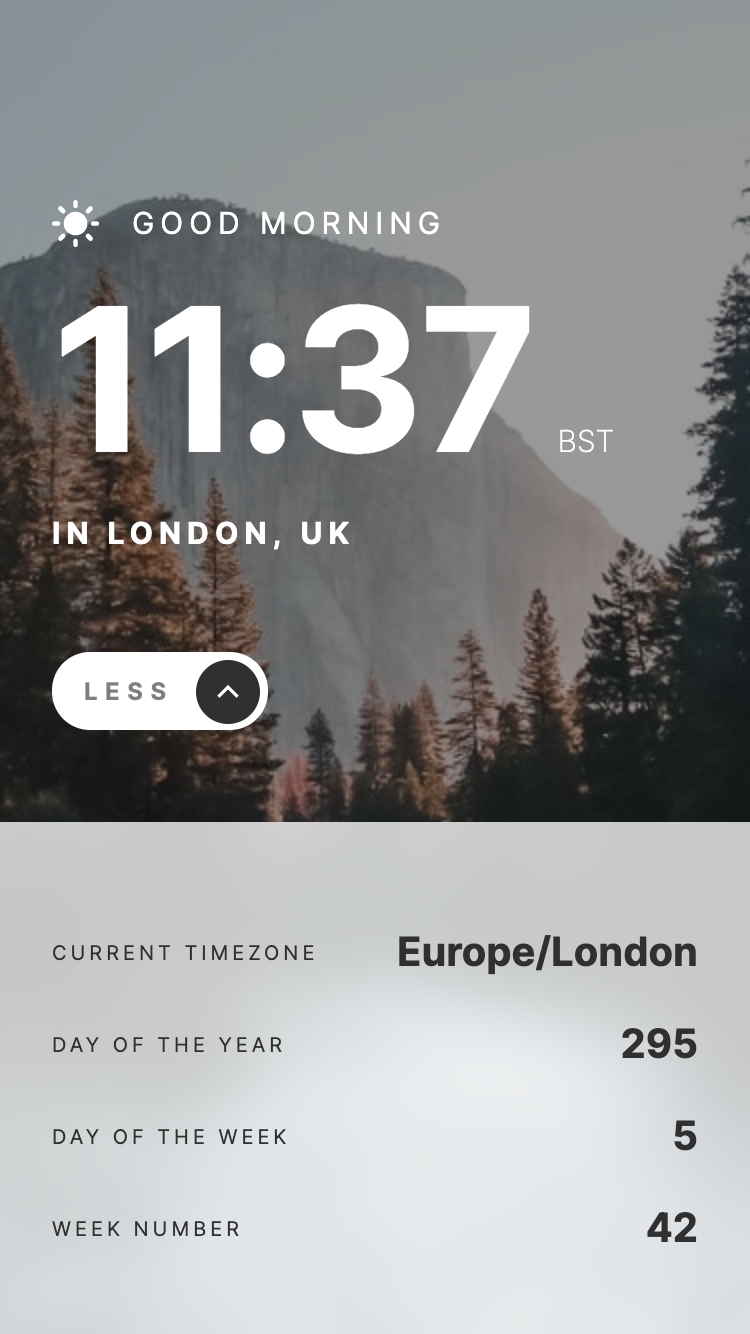 GOOD MORNING
11:37 BST
IN LONDON, UK
LESS
CURRENT TIMEZONE Europe/London
DAY OF THE YEAR 295
DAY OF THE WEEK 5
WEEK NUMBER 42